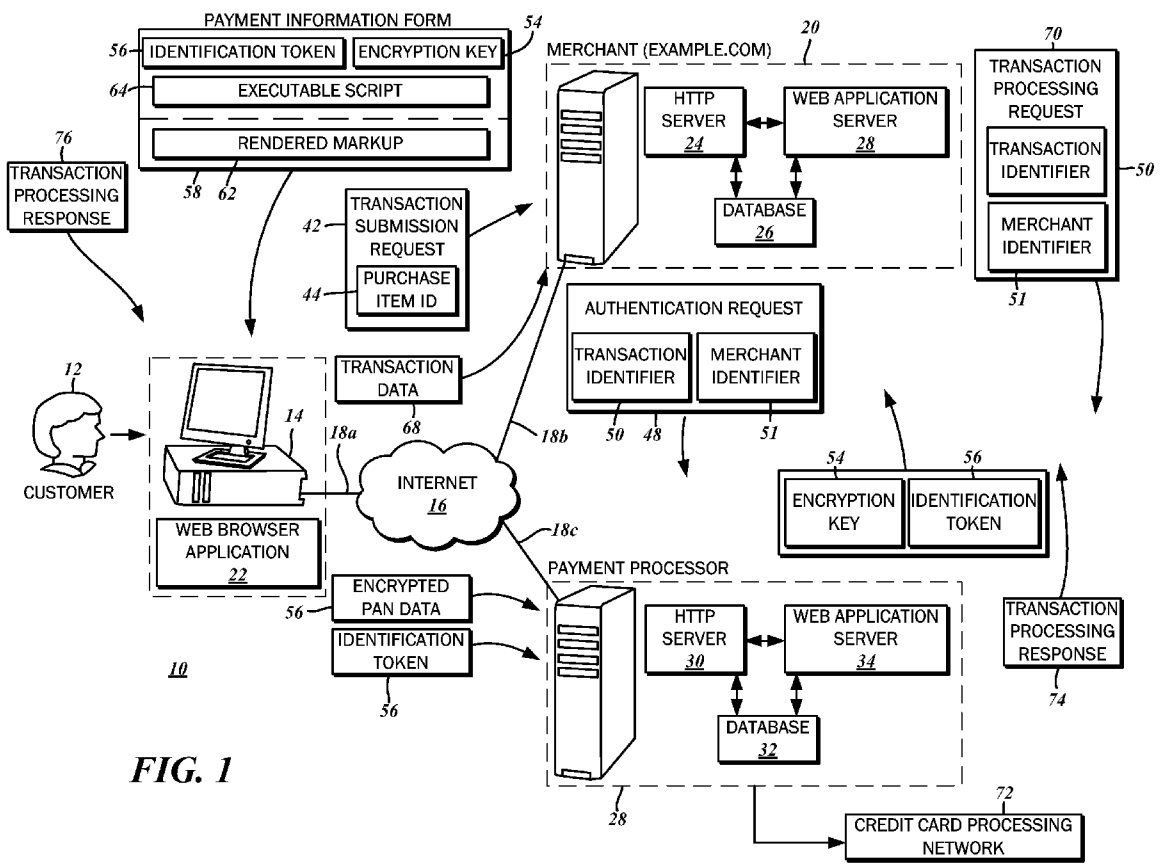 PAYMENT INFORMATION FORM
56
IDENTIFICATION TOKEN
ENCRYPTION KEY
54
64
EXECUTABLE SCRIPT
RENDERED MARKUP
58
62
76
TRANSACTION
PROCESSING
RESPONSE
42
TRANSACTION
SUBMISSION
REQUEST
44
PURCHASE
ITEM ID
MERCHANT (EXAMPLE.COM)
20
HTTP
SERVER
24
WEB APPLICATION
SERVER
28
DATABASE
26
70
TRANSACTION
PROCESSING
REQUEST
TRANSACTION
IDENTIFIER
50
MERCHANT
IDENTIFIER
51
AUTHENTICATION REQUEST
TRANSACTION
IDENTIFIER
MERCHANT
IDENTIFIER
50
48
51
TRANSACTION
DATA
68
12
CUSTOMER
14
18a
18b
INTERNET
16
18c
WEB BROWSER
APPLICATION
22
54
56
ENCRYPTION
KEY
IDENTIFICATION
TOKEN
PAYMENT PROCESSOR
56
ENCRYPTED
PAN DATA
IDENTIFICATION
TOKEN
56
HTTP
SERVER
30
WEB APPLICATION
SERVER
34
DATABASE
32
TRANSACTION
PROCESSING
RESPONSE
74
10
FIG. 1
28
72
CREDIT CARD PROCESSING
NETWORK